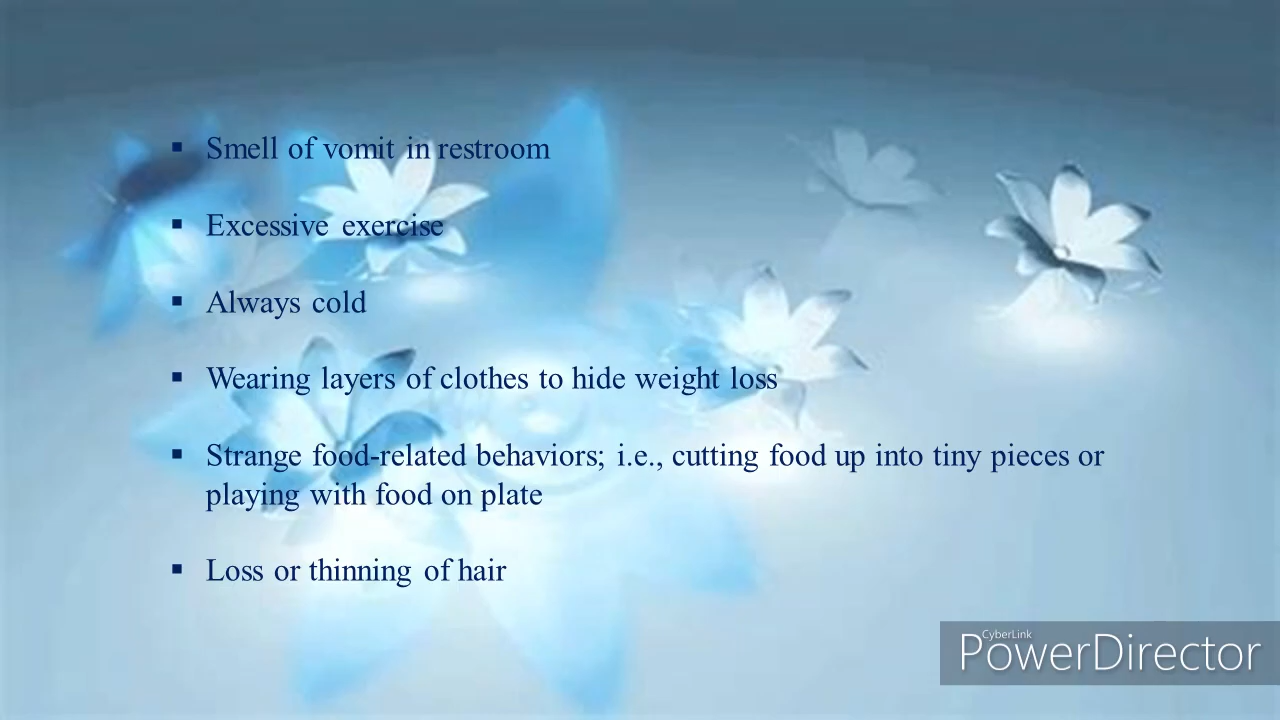 ▪ Smell of vomit in restroom
▪ Excessive exercise
▪ Always cold
▪ Wearing layers of clothes to hide weight loss
▪ Strange food-related behaviors; i.e., cutting food up into tiny pieces or
playing with food on plate
▪ Loss or thinning of hair
CyberLink
PowerDirector